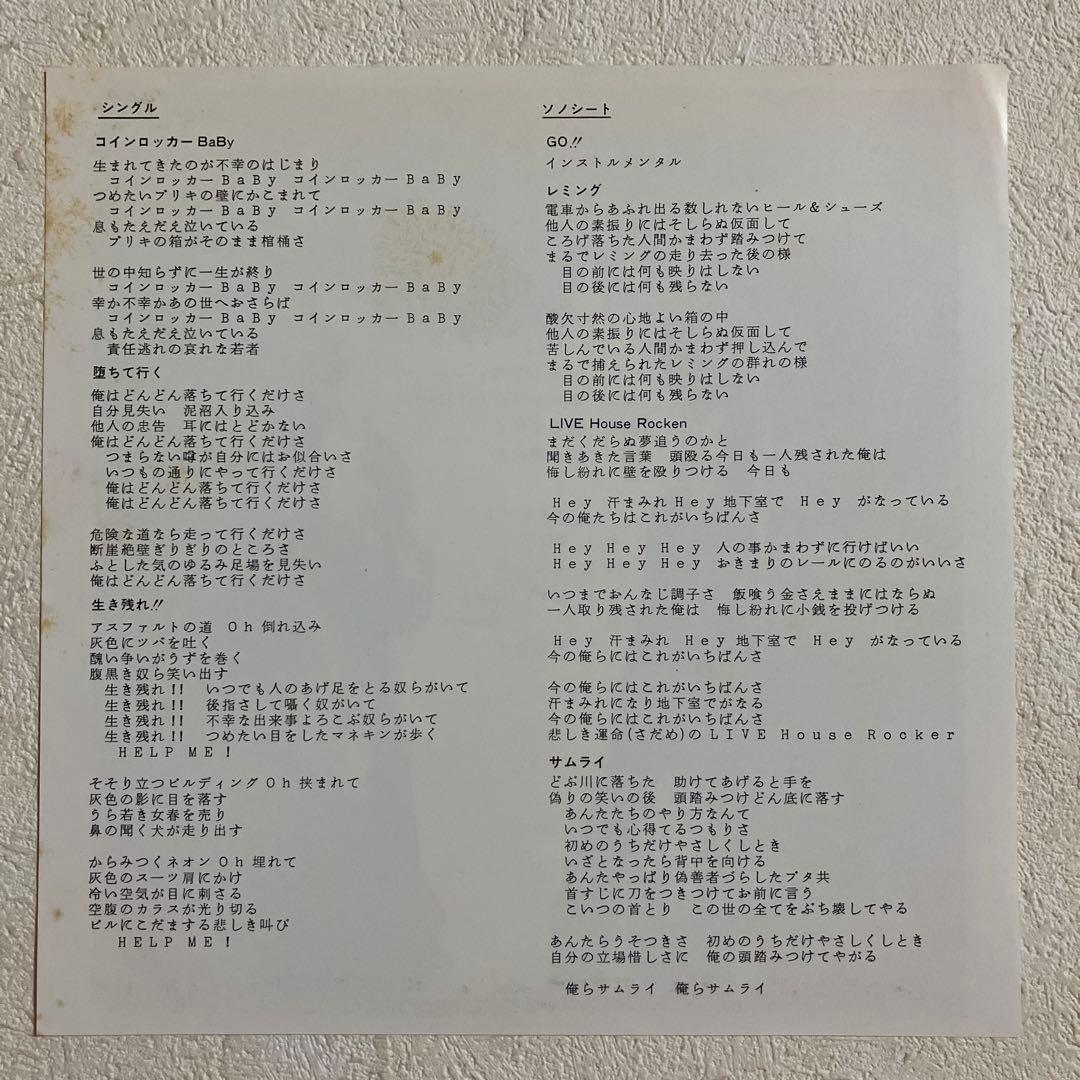 シングル
コインロッカー BaBy
生まれてきたのが不幸のはじまり
コインロッカー BaBy コインロッカー BaBy
つめたいブリキの壁にかこまれて
コインロッカー BaBy コインロッカー BaBy
息もたえだえ泣いている
ブリキの箱がそのまま棺桶さ
世の中知らずに一生が終り
コインロッカー BaBy コインロッカー BaBy
幸か不幸かあの世へおさらば
コインロッカー BaBy コインロッカー BaBy
息もたえだえ泣いている
責任逃れの哀れな若者
堕ちて行く
俺はどんどん落ちて行くだけさ
自分見失い 泥沼入り込み
他人の忠告 耳にはとどかない
俺はどんどん落ちて行くだけさ
つまらない噂が自分にはお似合いさ
いつもの通りにやって行くだけさ
俺はどんどん落ちて行くだけさ
俺はどんどん落ちて行くだけさ
危険な道なら走って行くだけさ
断崖絶壁ぎりぎりのところさ
ふとした気のゆるみ足場を見失い
俺はどんどん落ちて行くだけさ
生き残れ!!
アスファルトの道 Oh 倒れ込み
灰色にツバを吐く
醜い争いがうずを巻く
腹黒き奴ら笑い出す
生き残れ!! いつでも人のあげ足をとる奴らがいて
生き残れ!! 後指さして囁く奴がいて
生き残れ!! 不幸な出来事よろこぶ奴らがいて
生き残れ!! つめたい目をしたマネキンが歩く
HELP ME!
そそり立つビルディング Oh 挟まれて
灰色の影に目を落す
うら若き女春を売り
鼻の聞く犬が走り出す
からみつくネオン Oh 埋れて
灰色のスーツ肩にかけ
冷い空気が目に刺さる
空腹のカラスが光り切る
ビルにこだまする悲しき叫び
HELP ME!
ソノシート
GO!!
インストルメンタル
レミング
電車からあふれ出る数しれないヒール&シューズ
他人の素振りにはそしらぬ仮面して
ころげ落ちた人間かまわず踏みつけて
まるでレミングの走り去った後の様
目の前には何も映りはしない
目の後には何も残らない
酸欠寸然の心地よい箱の中
他人の素振りにはそしらぬ仮面して
苦しんでいる人間かまわず押し込んで
まるで捕えられたレミングの群れの様
目の前には何も映りはしない
目の後には何も残らない
LIVE House Rocken
まだくだらぬ夢追うのかと
聞きあきた言葉 頭殴る今日も一人残された俺は
悔し紛れに壁を殴りつける 今日も
Hey 汗まみれ Hey 地下室で Hey がなっている
今の俺たちはこれがいちばんさ
Hey Hey Hey 人の事かまわずに行けばいい
Hey Hey Hey おきまりのレールにのるのがいいさ
いつまでおんなじ調子さ 飯喰う金さえままにはならぬ
一人取り残された俺は 悔し紛れに小銭を投げつける
Hey 汗まみれ Hey 地下室で Hey がなっている
今の俺らにはこれがいちばんさ
今の俺らにはこれがいちばんさ
汗まみれになり地下室でがなる
今の俺らにはこれがいちばんさ
悲しき運命(さだめ)のLIVE House Rocker
サムライ
どぶ川に落ちた 助けてあげると手を
偽りの笑いの後 頭踏みつけどん底に落す
あんたたちのやり方なんて
いつでも心得てるつもりさ
初めのうちだけやさしくしとき
いざとなったら背中を向ける
あんたやっぱり偽善者づらしたブタ共
首すじに刀をつきつけてお前に言う
こいつの首とり この世の全てをぶち壊してやる
あんたらうそつきさ 初めのうちだけやさしくしとき
自分の立場惜しさに 俺の頭踏みつけてやがる
俺らサムライ 俺らサムライ